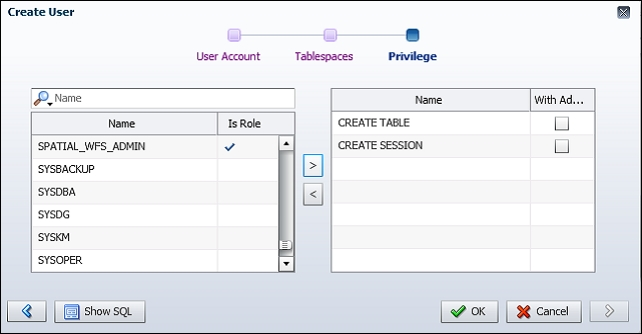 Create User
User Account Tablespaces Privilege
Name
Name Is Role
SPATIAL_WFS_ADMIN
SYSBACKUP
SYSDBA
SYSDG
SYSKM
SYSOPER
>
<
Name With Ad...
CREATE TABLE
CREATE SESSION
Show SQL OK Cancel